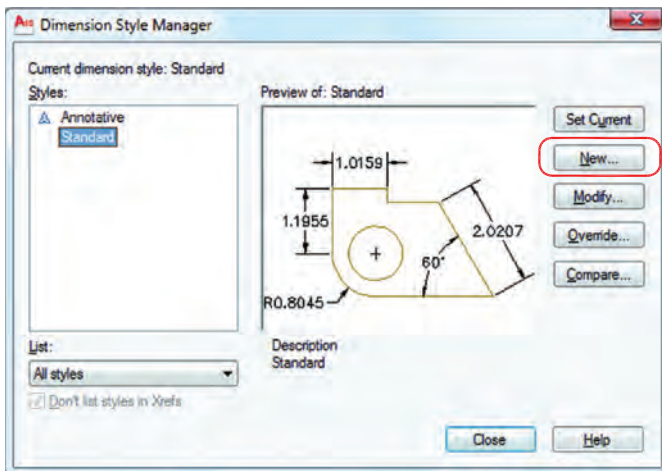 Dimension Style Manager
Current dimension style: Standard
Styles:
Annotative
Standard
Preview of: Standard
1.0159
1.1955
2.0207
60°
R0.8045
Set Current
New...
Modify...
Override...
Compare...
List:
All styles
Don't list styles in Xrefs
Description
Standard
Close
Help